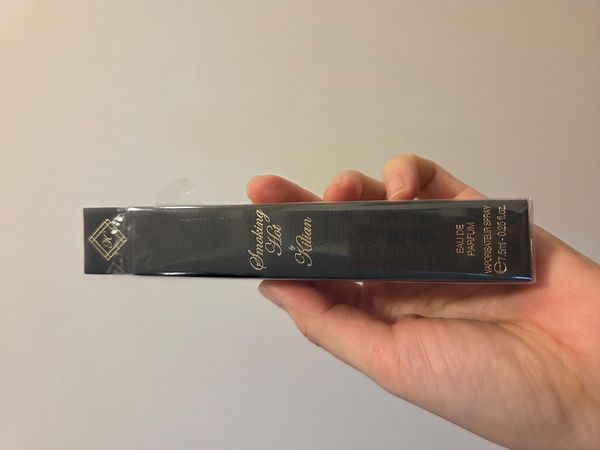 K
Smoking
Hot
by
Kilian
EAU DE
PARFUM
VAPORISATEUR SPRAY
℮ 7.5ml - 0.25 fl.oz.